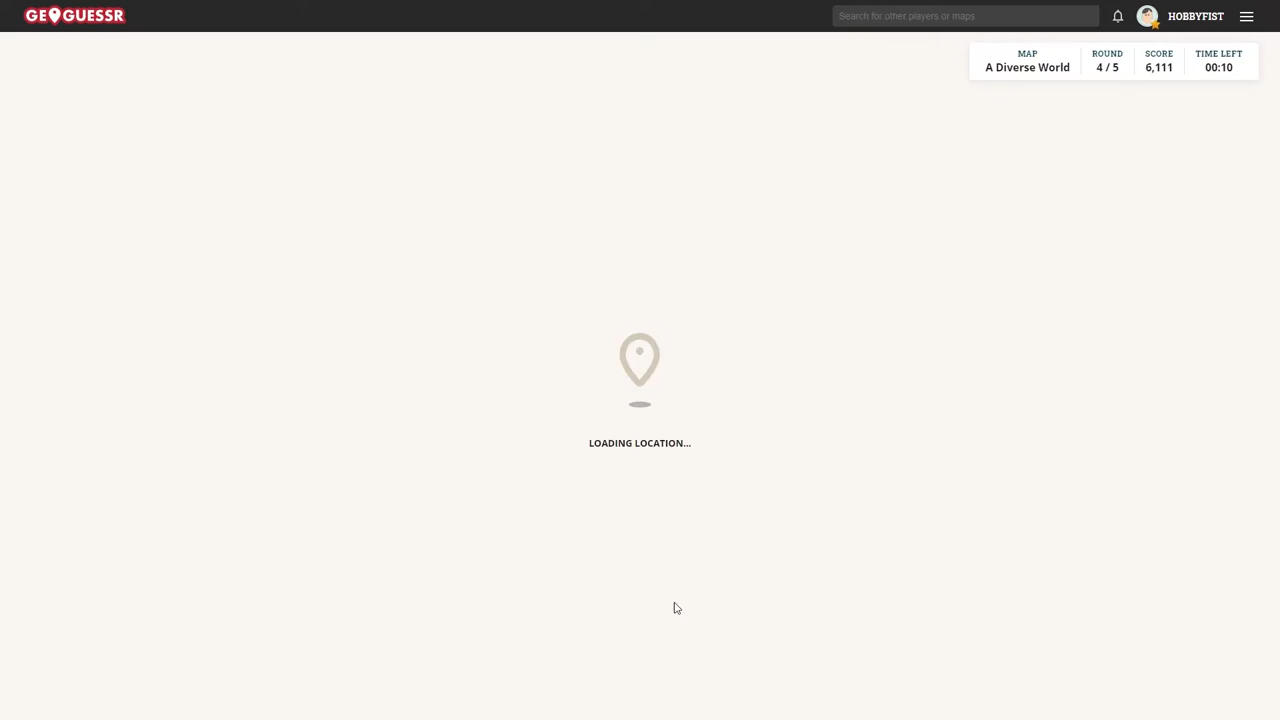 GEOGUESSR
Search for other players or maps
HOBBYFIST
MAP ROUND SCORE TIME LEFT
A Diverse World 4 / 5 6,111 00:10
LOADING LOCATION...